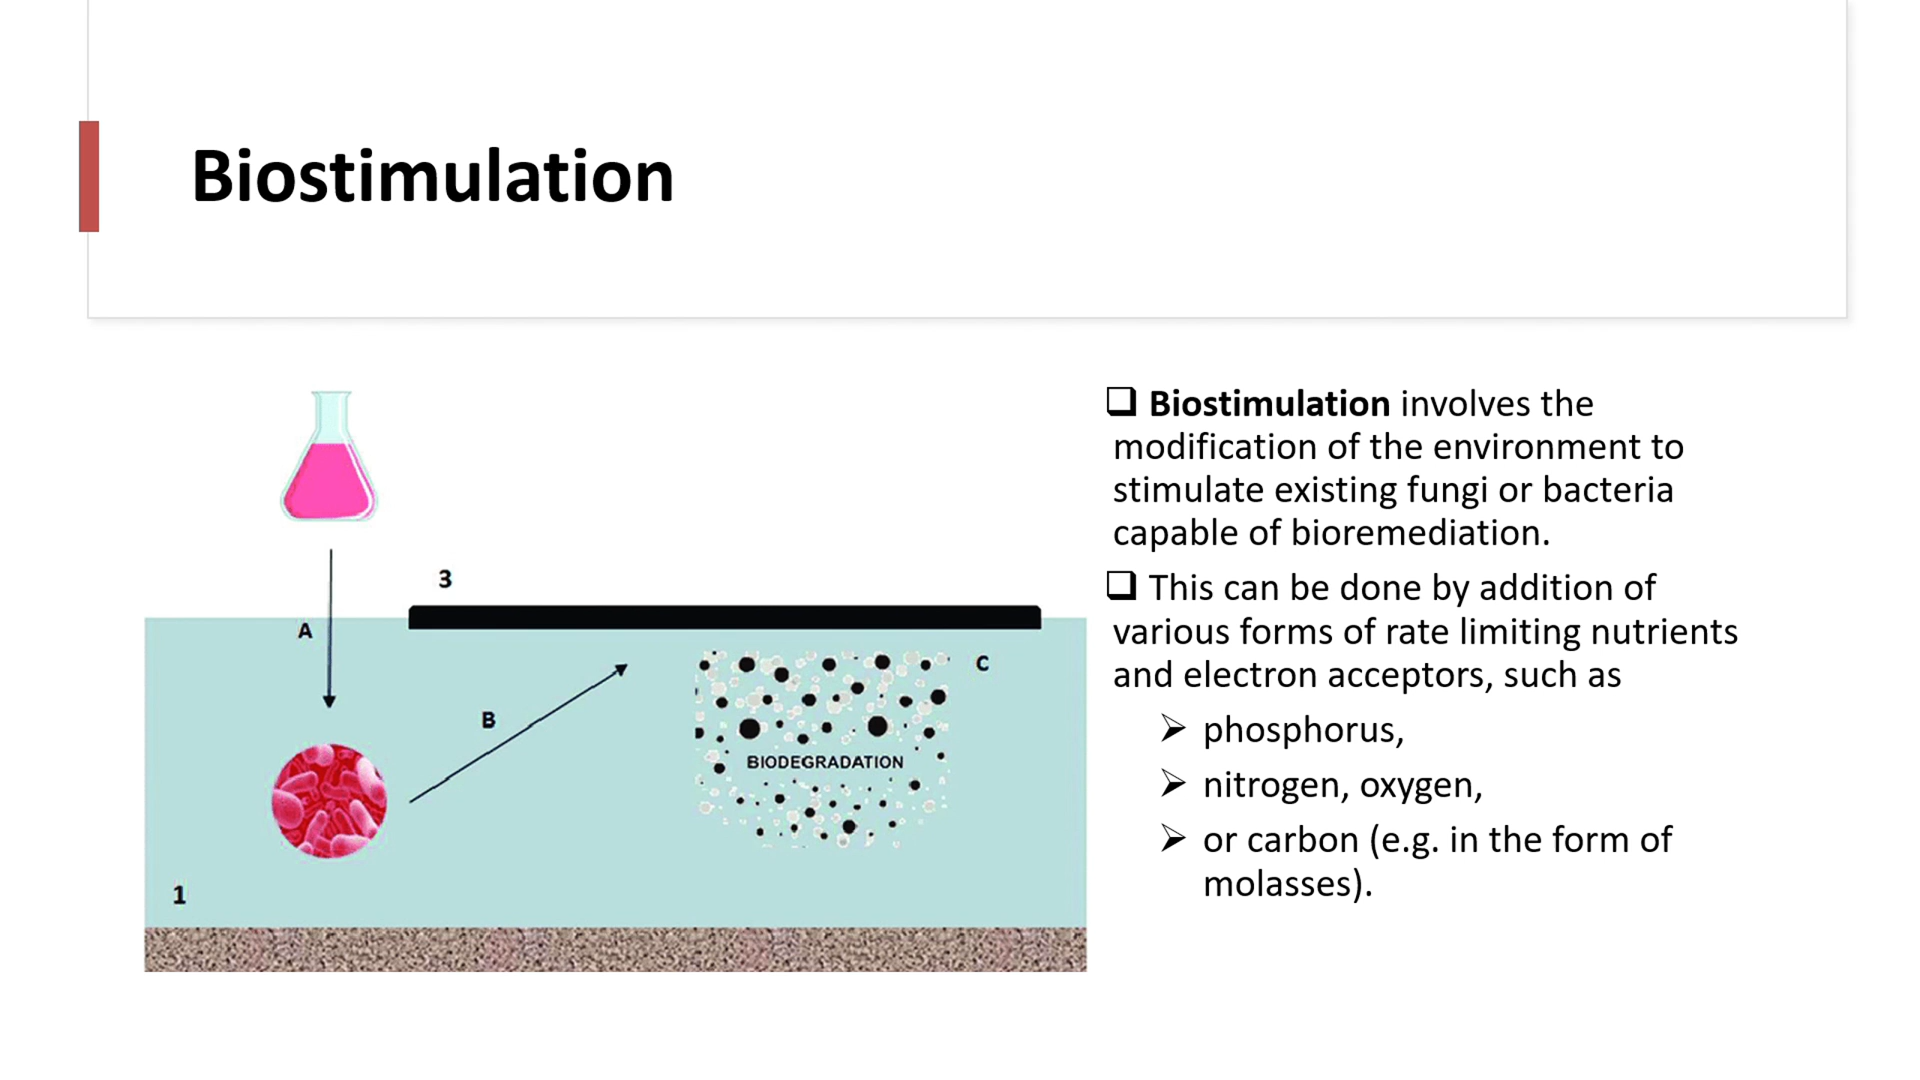 Biostimulation
3
A
C
B
BIODEGRADATION
1
❑ Biostimulation involves the
modification of the environment to
stimulate existing fungi or bacteria
capable of bioremediation.
❑ This can be done by addition of
various forms of rate limiting nutrients
and electron acceptors, such as
➢ phosphorus,
➢ nitrogen, oxygen,
➢ or carbon (e.g. in the form of
molasses).